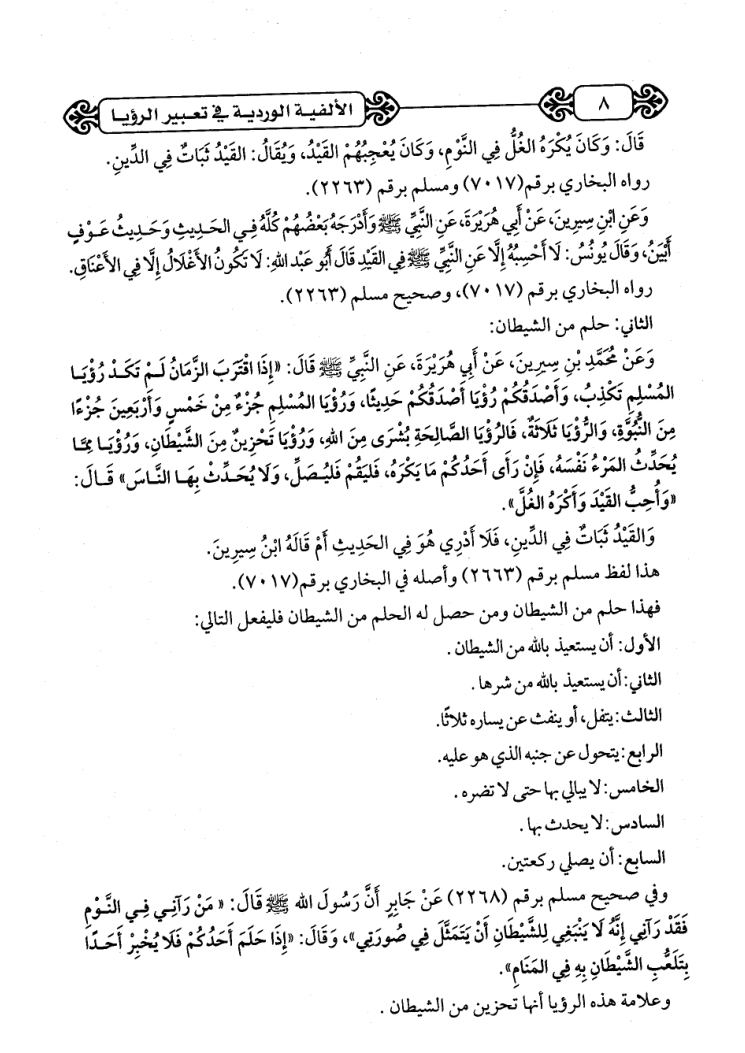 ٨
الألفية الوردية في تعبير الرؤيا
قَالَ: وَكَانَ يُكْرَهُ الغُلُّ فِي النَّوْمِ، وَكَانَ يُعْجِبُهُمْ القَيْدُ، وَيُقَالُ: القَيْدُ ثَبَاتٌ فِي الدِّينِ.
رواه البخاري برقم(٧٠١٧) ومسلم برقم (٢٢٦٣).
وَعَنِ ابْنِ سِيرِينَ، عَنْ أَبِي هُرَيْرَةَ، عَنِ النَّبِيِّ ﷺ وَأَدْرَجَهُ بَعْضُهُمْ كُلَّهُ فِي الحَدِيثِ وَحَدِيثُ عَوْفٍ
أَبْيَنُ، وَقَالَ يُونُسُ: لَا أَحْسِبُهُ إِلَّا عَنِ النَّبِيِّ ﷺ فِي القَيْدِ قَالَ أَبُو عَبْدِ اللهِ: لَا تَكُونُ الأَغْلَالُ إِلَّا فِي الأَعْنَاقِ.
رواه البخاري برقم (٧٠١٧)، وصحيح مسلم (٢٢٦٣).
الثاني: حلم من الشيطان:
وَعَنْ مُحَمَّدِ بْنِ سِيرِينَ، عَنْ أَبِي هُرَيْرَةَ، عَنِ النَّبِيِّ ﷺ قَالَ: «إِذَا اقْتَرَبَ الزَّمَانُ لَمْ تَكَدْ رُؤْيَا
المُسْلِمِ تَكْذِبُ، وَأَصْدَقُكُمْ رُؤْيَا أَصْدَقُكُمْ حَدِيثًا، وَرُؤْيَا المُسْلِمِ جُزْءٌ مِنْ خَمْسٍ وَأَرْبَعِينَ جُزْءًا
مِنَ النُّبُوَّةِ، وَالرُّؤْيَا ثَلَاثَةٌ، فَالرُّؤْيَا الصَّالِحَةِ بُشْرَى مِنَ اللهِ، وَرُؤْيَا تَحْزِينٌ مِنَ الشَّيْطَانِ، وَرُؤْيَا مِمَّا
يُحَدِّثُ المَرْءُ نَفْسَهُ، فَإِنْ رَأَى أَحَدُكُمْ مَا يَكْرَهُ، فَليَقُمْ فَليُصَلِّ، وَلَا يُحَدِّثْ بِهَا النَّاسَ» قَالَ:
«وَأُحِبُّ القَيْدَ وَأَكْرَهُ الغُلَّ».
وَالقَيْدُ ثَبَاتٌ فِي الدِّينِ، فَلَا أَدْرِي هُوَ فِي الحَدِيثِ أَمْ قَالَهُ ابْنُ سِيرِينَ.
هذا لفظ مسلم برقم (٢٦٦٣) وأصله في البخاري برقم(٧٠١٧).
فهذا حلم من الشيطان ومن حصل له الحلم من الشيطان فليفعل التالي:
الأول: أن يستعيذ بالله من الشيطان .
الثاني: أن يستعيذ بالله من شرها .
الثالث: يتفل، أو ينفث عن يساره ثلاثًا.
الرابع: يتحول عن جنبه الذي هو عليه.
الخامس: لا يبالي بها حتى لا تضره .
السادس: لا يحدث بها .
السابع: أن يصلي ركعتين.
وفي صحيح مسلم برقم (٢٢٦٨) عَنْ جَابِرٍ أَنَّ رَسُولَ الله ﷺ قَالَ: « مَنْ رَآنِي فِي النَّوْمِ
فَقَدْ رَآنِي إِنَّهُ لَا يَنْبَغِي لِلشَّيْطَانِ أَنْ يَتَمَثَّلَ فِي صُورَتِي»، وَقَالَ: «إِذَا حَلَمَ أَحَدُكُمْ فَلَا يُخْبِرْ أَحَدًا
بِتَلَعُّبِ الشَّيْطَانِ بِهِ فِي المَنَامِ».
وعلامة هذه الرؤيا أنها تحزين من الشيطان .